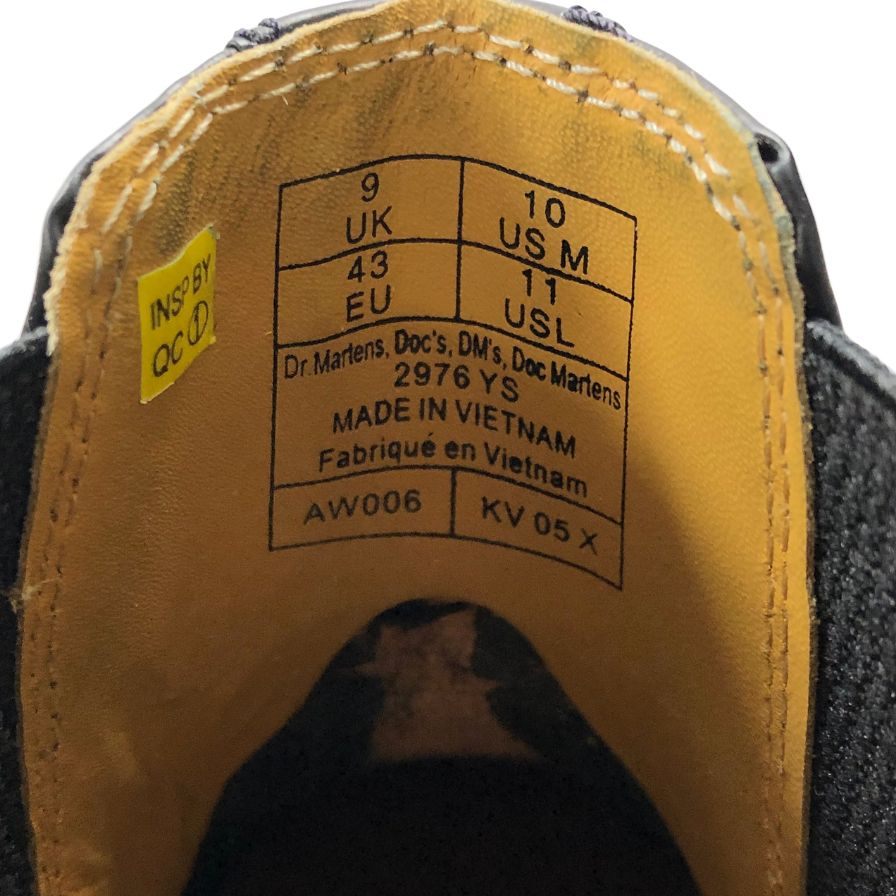 INSP BY
QC ①
9
UK
10
US M
43
EU
11
USL
Dr.Martens, Doc's, DM's, Doc Martens
2976 YS
MADE IN VIETNAM
Fabriqué en Vietnam
AW006
KV 05 X